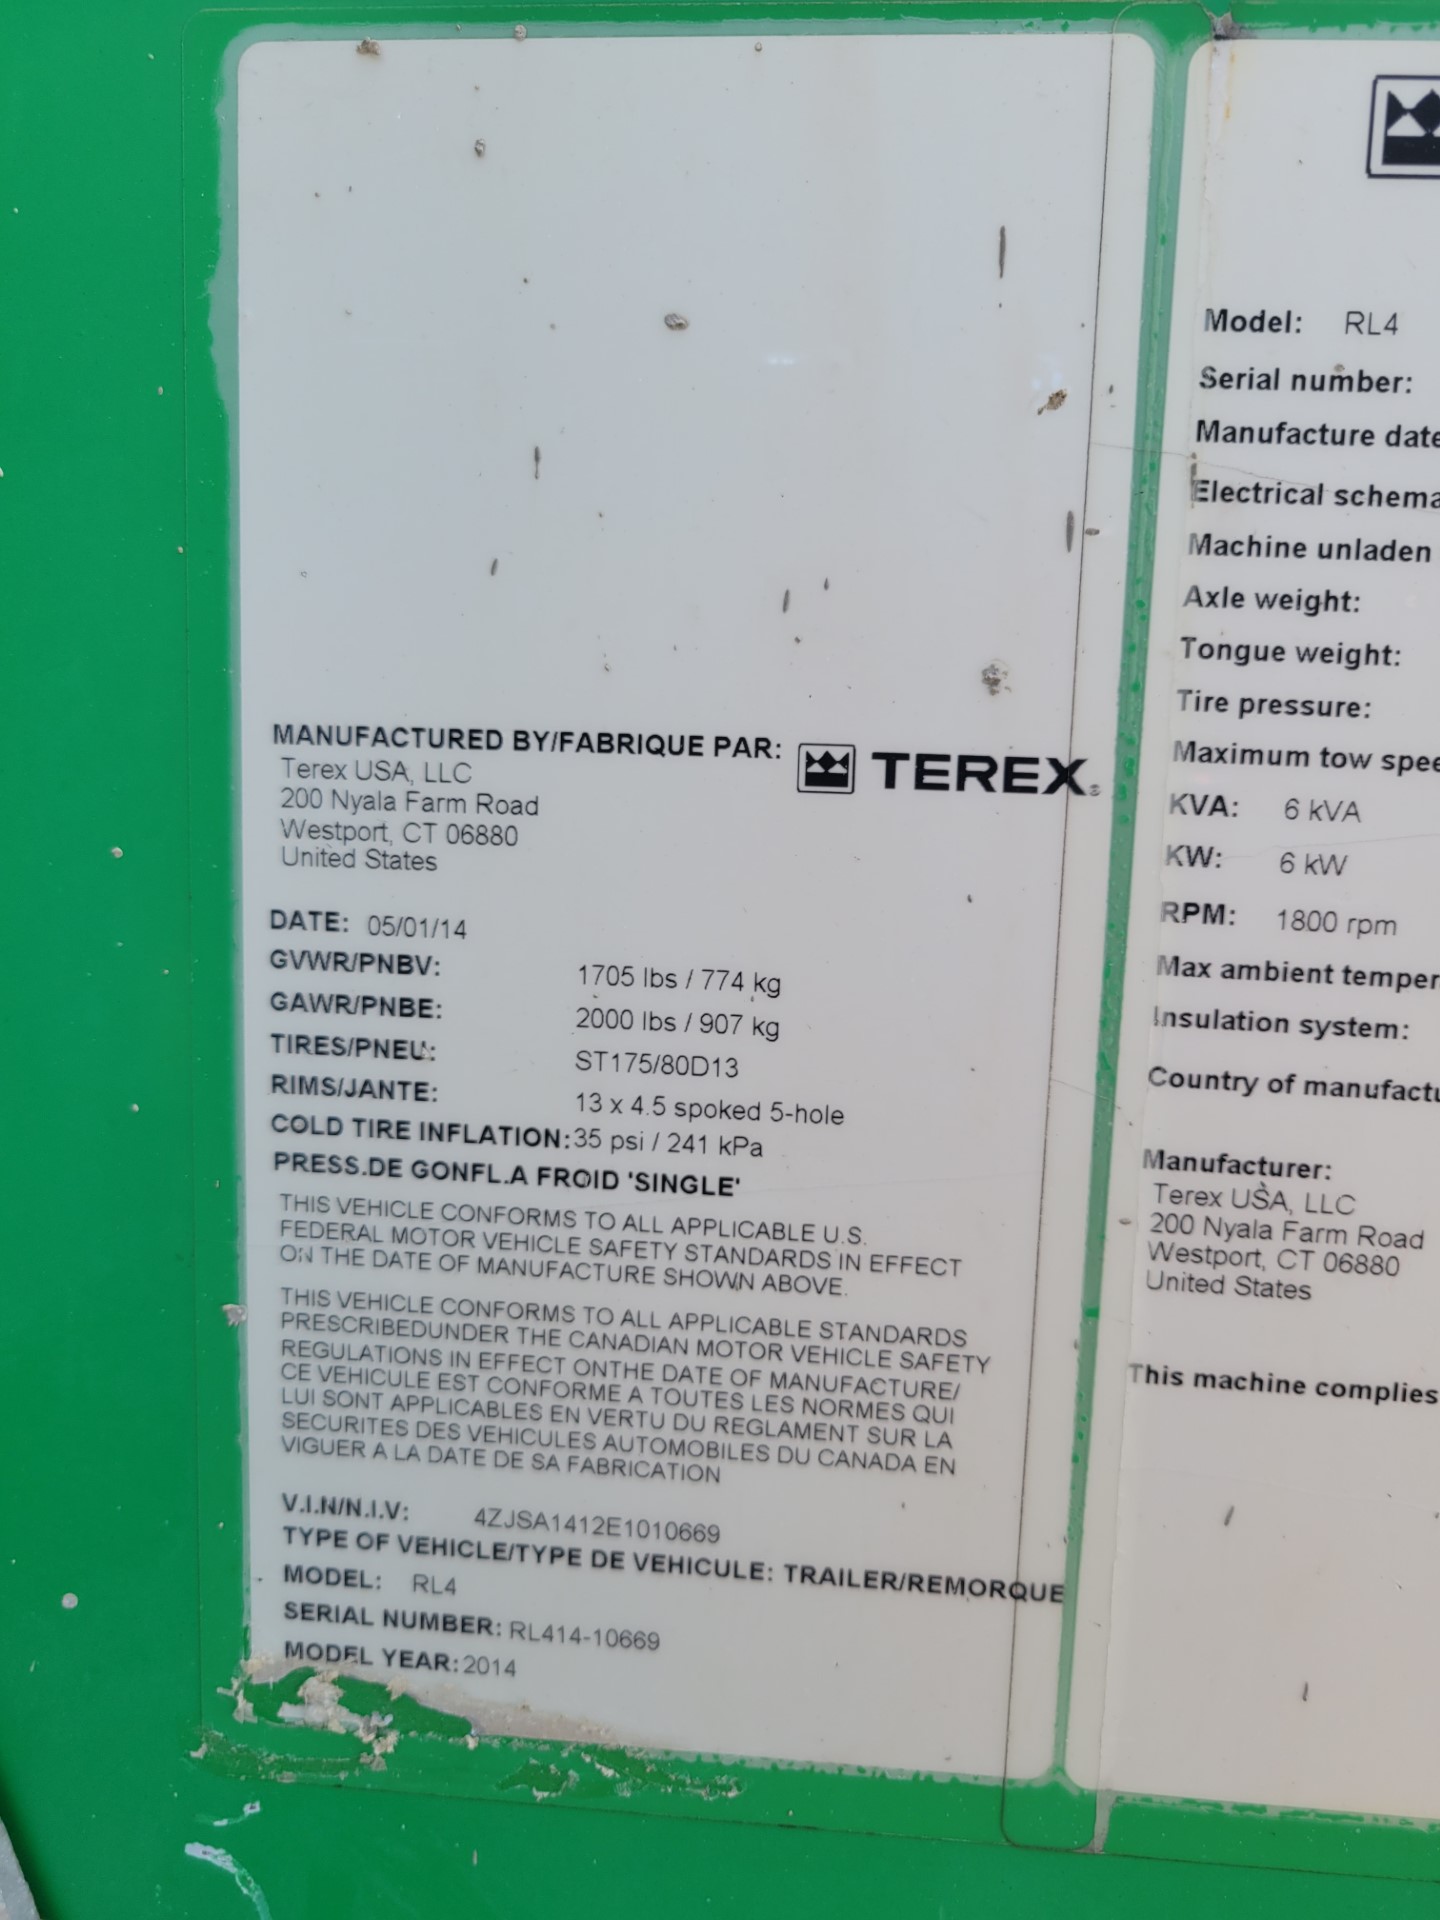 MANUFACTURED BY/FABRIQUE PAR: TEREX®
Terex USA, LLC
200 Nyala Farm Road
Westport, CT 06880
United States
DATE: 05/01/14
GVWR/PNBV: 1705 lbs / 774 kg
GAWR/PNBE: 2000 lbs / 907 kg
TIRES/PNEU: ST175/80D13
RIMS/JANTE: 13 x 4.5 spoked 5-hole
COLD TIRE INFLATION: 35 psi / 241 kPa
PRESS.DE GONFL.A FROID 'SINGLE'
THIS VEHICLE CONFORMS TO ALL APPLICABLE U.S.
FEDERAL MOTOR VEHICLE SAFETY STANDARDS IN EFFECT
ON THE DATE OF MANUFACTURE SHOWN ABOVE.
THIS VEHICLE CONFORMS TO ALL APPLICABLE STANDARDS
PRESCRIBEDUNDER THE CANADIAN MOTOR VEHICLE SAFETY
REGULATIONS IN EFFECT ONTHE DATE OF MANUFACTURE/
CE VEHICULE EST CONFORME A TOUTES LES NORMES QUI
LUI SONT APPLICABLES EN VERTU DU REGLAMENT SUR LA
SECURITES DES VEHICULES AUTOMOBILES DU CANADA EN
VIGUER A LA DATE DE SA FABRICATION
V.I.N/N.I.V: 4ZJSA1412E1010669
TYPE OF VEHICLE/TYPE DE VEHICULE: TRAILER/REMORQUE
MODEL: RL4
SERIAL NUMBER: RL414-10669
MODEL YEAR: 2014
Model: RL4
Serial number:
Manufacture date
Electrical schema
Machine unladen
Axle weight:
Tongue weight:
Tire pressure:
Maximum tow spee
KVA: 6 kVA
KW: 6 kW
RPM: 1800 rpm
Max ambient temper
Insulation system:
Country of manufactu
Manufacturer:
Terex USA, LLC
200 Nyala Farm Road
Westport, CT 06880
United States
This machine complies